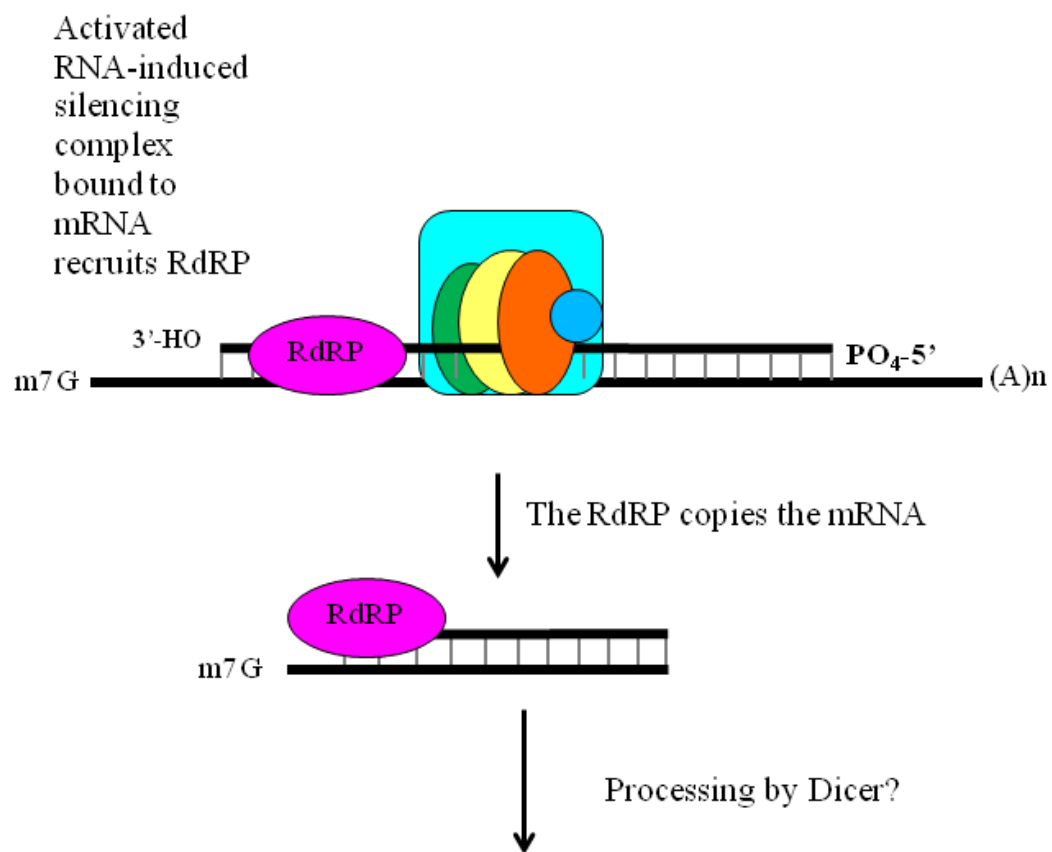 Activated
RNA-induced
silencing
complex
bound to
mRNA
recruits RdRP
3'-HO
RdRP
PO4-5'
m7G
(A)n
The RdRP copies the mRNA
RdRP
m7G
Processing by Dicer?